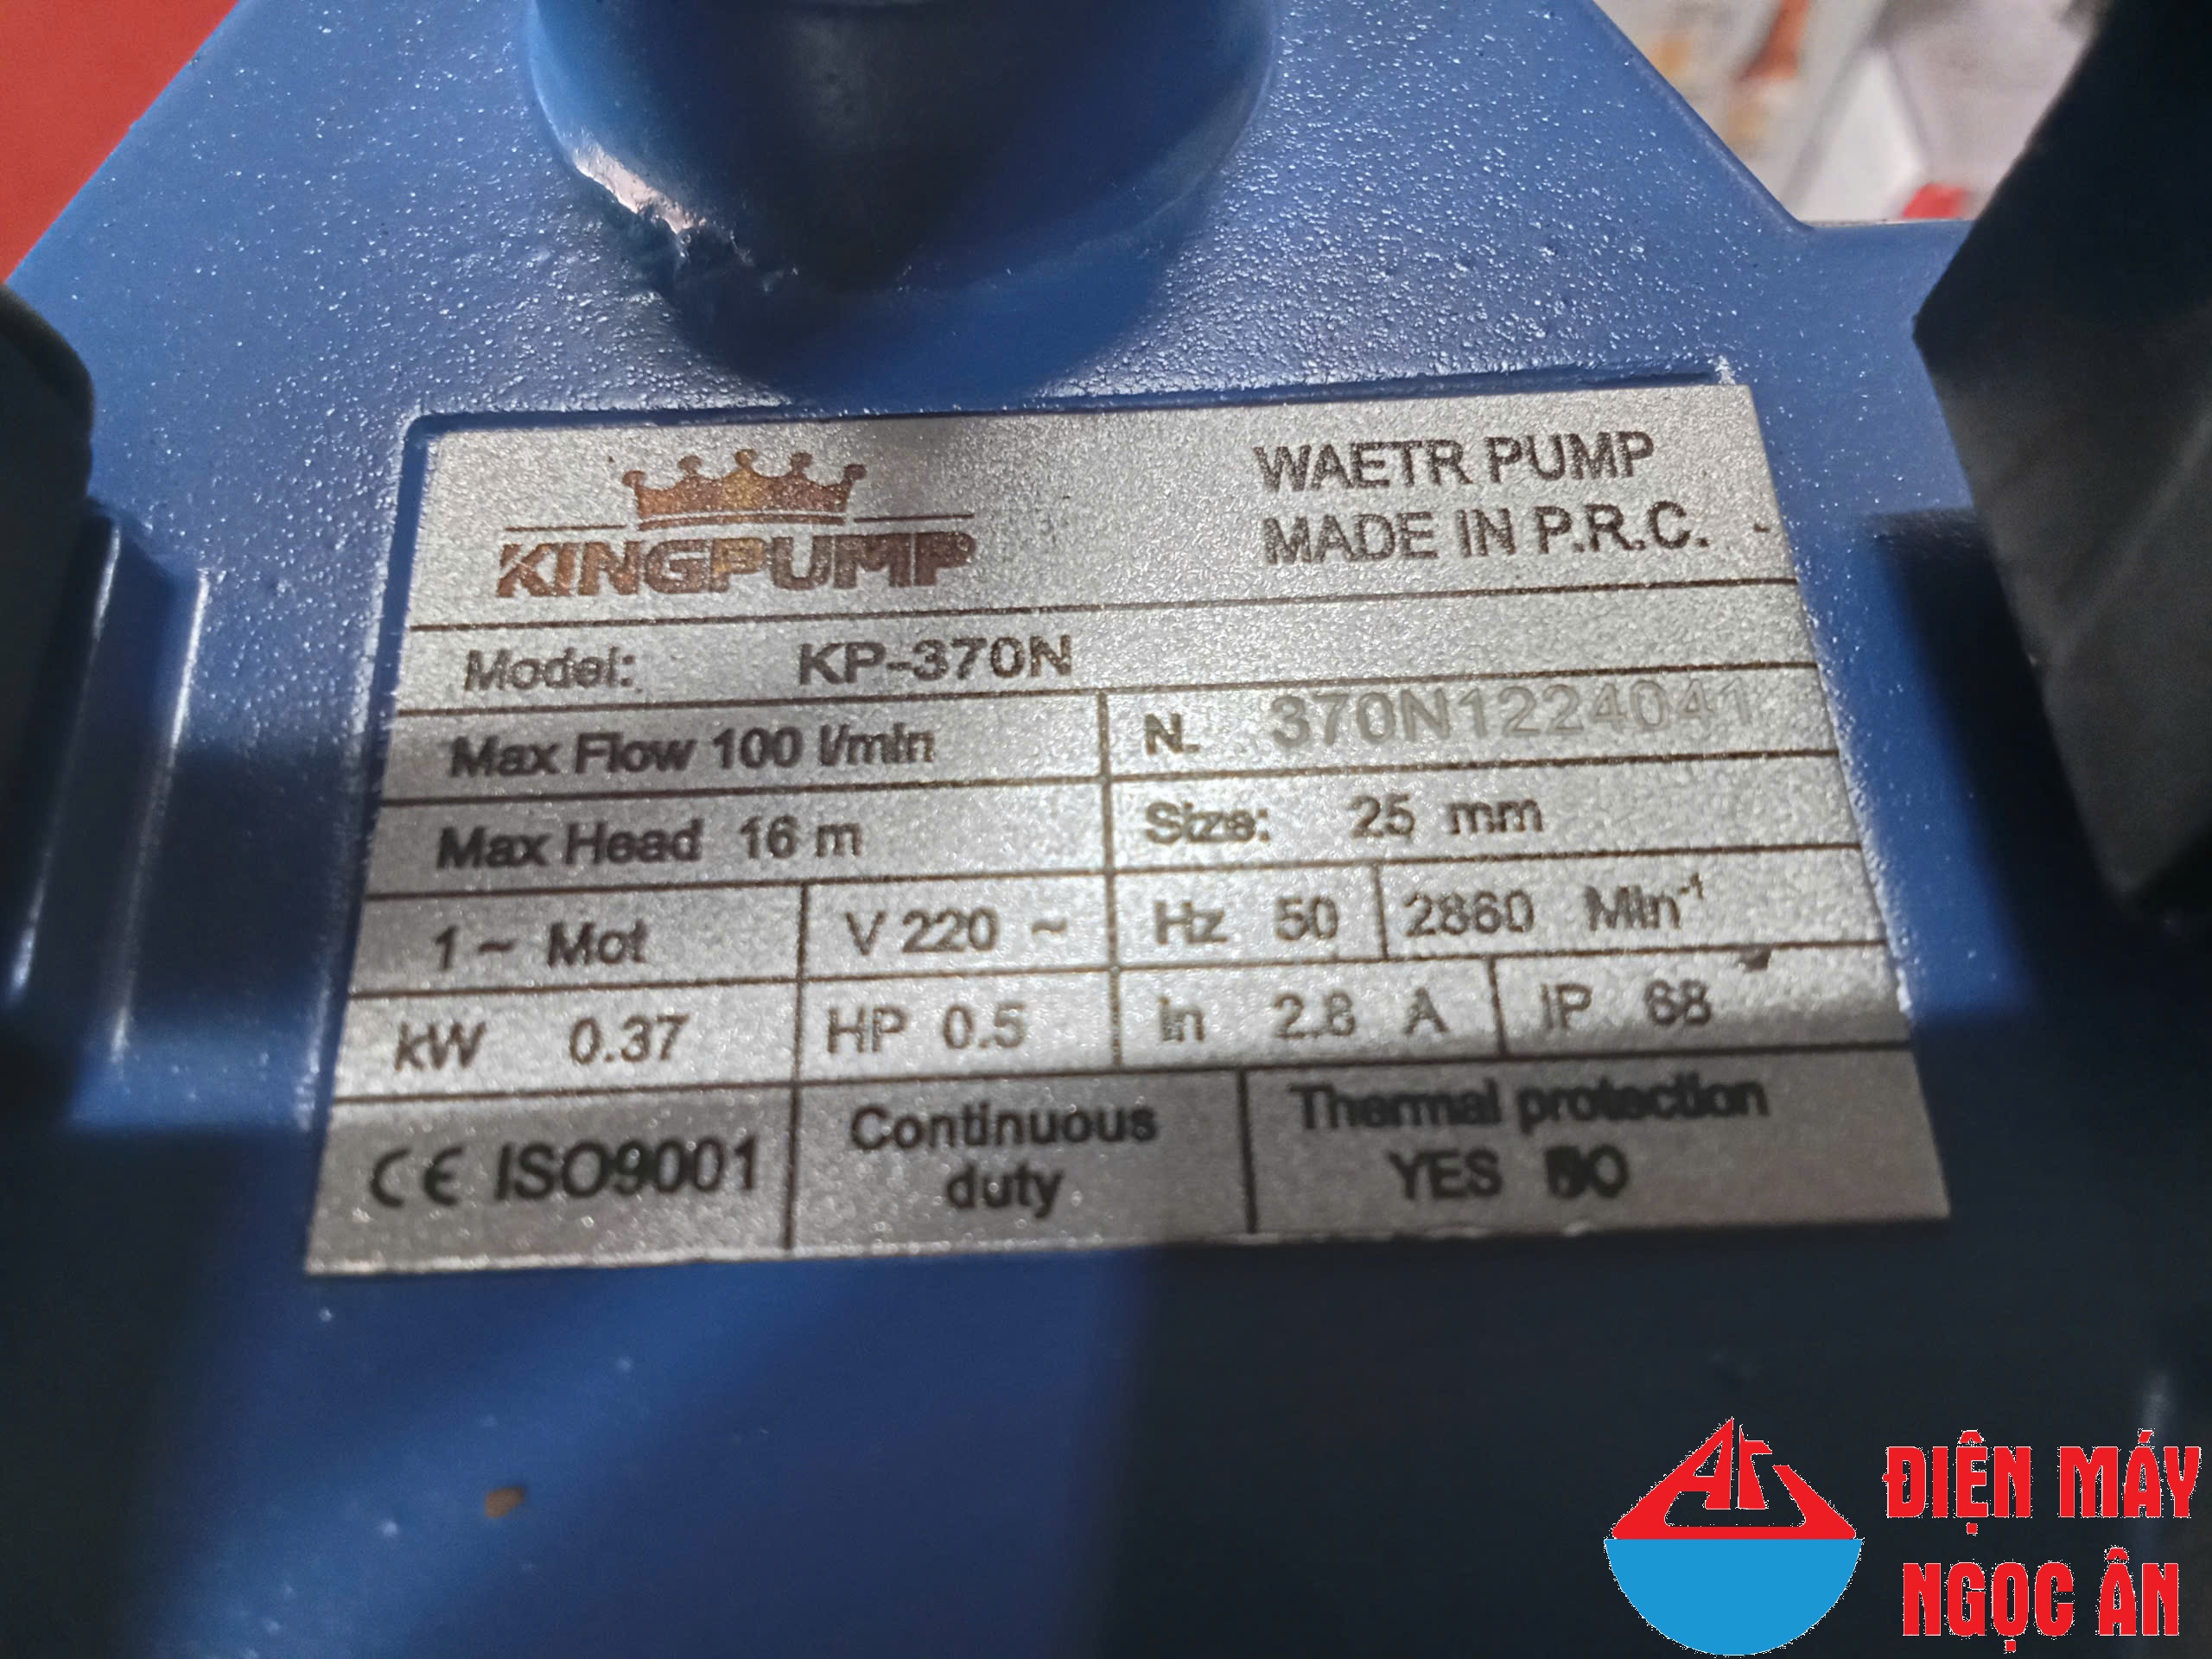 KINGPUMP
WAETR PUMP
MADE IN P.R.C.
Model: KP-370N
Max Flow 100 l/min
N. 370N1224041
Max Head 16 m
Size: 25 mm
1 ~ Mot
V 220 ~
Hz 50
2860 Min-1
kW 0.37
HP 0.5
In 2.8 A
IP 68
CE ISO9001
Continuous
duty
Thermal protection
YES
ĐIỆN MÁY
NGỌC ÂN